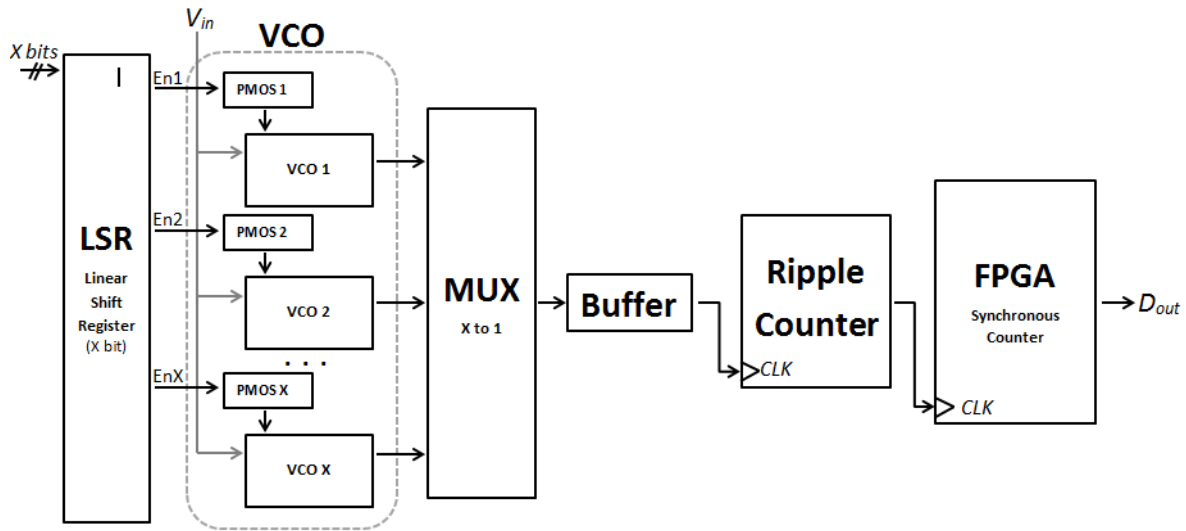 X bits
V_in
VCO
I
En1
PMOS 1
VCO 1
En2
PMOS 2
VCO 2
. . .
EnX
PMOS X
VCO X
LSR
Linear
Shift
Register
(X bit)
MUX
X to 1
Buffer
Ripple
Counter
CLK
FPGA
Synchronous
Counter
CLK
D_out